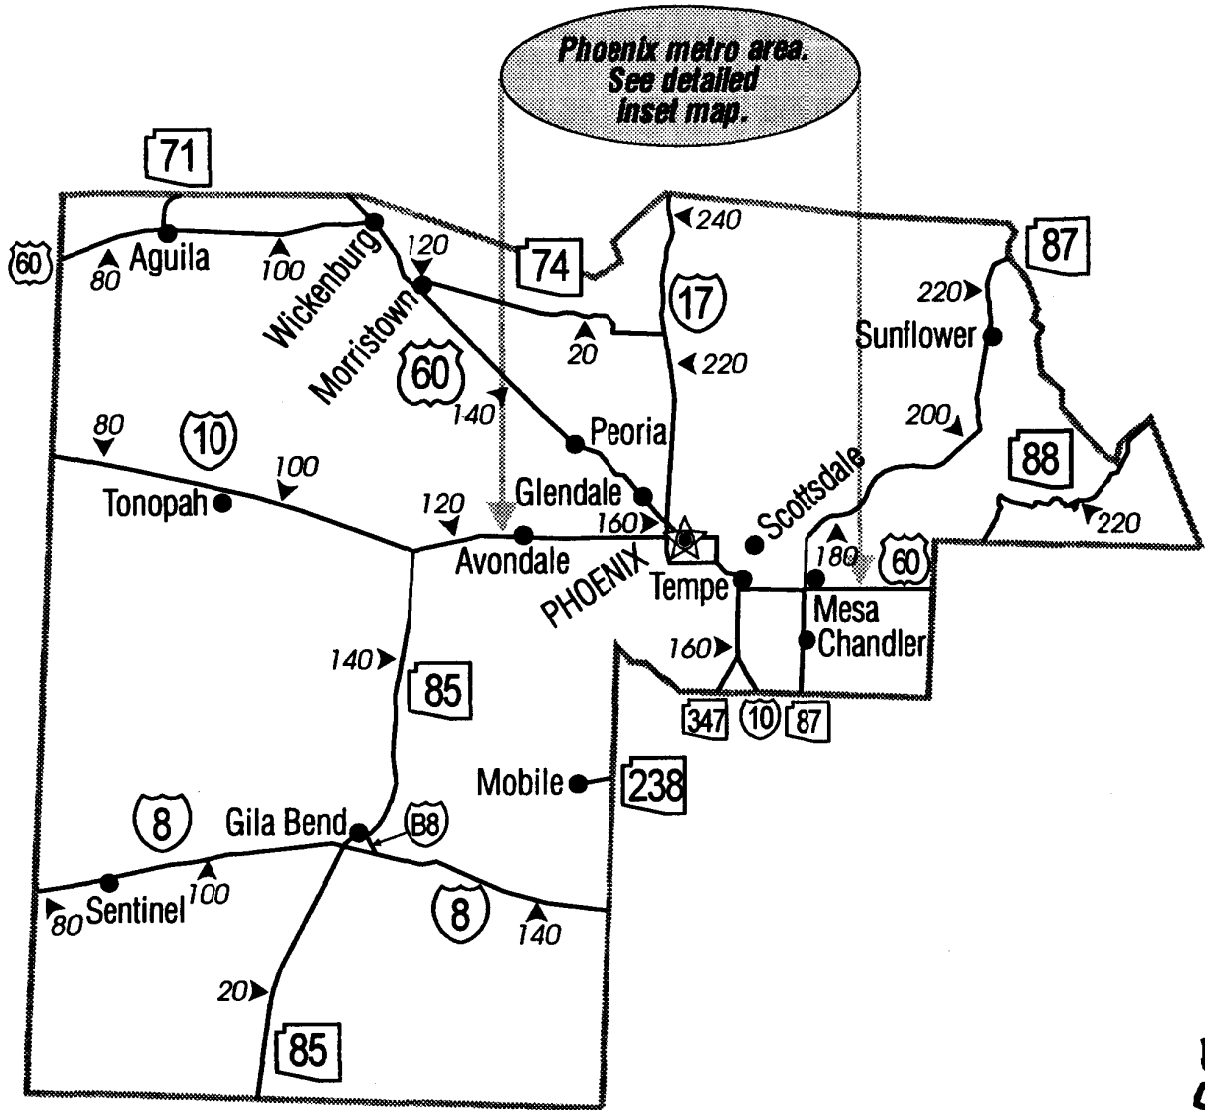 Phoenix metro area.
See detailed
inset map.
71
240
87
60
80
Aguila
100
Wickenburg
120
74
17
220
Sunflower
Morristown
60
20
220
140
80
10
Peoria
200
88
Tonopah
100
Glendale
Scottsdale
120
160
220
Avondale
PHOENIX
180
60
Tempe
Mesa
Chandler
140
85
160
347
10
87
Mobile
238
8
Gila Bend
B8
80
Sentinel
100
8
140
20
85